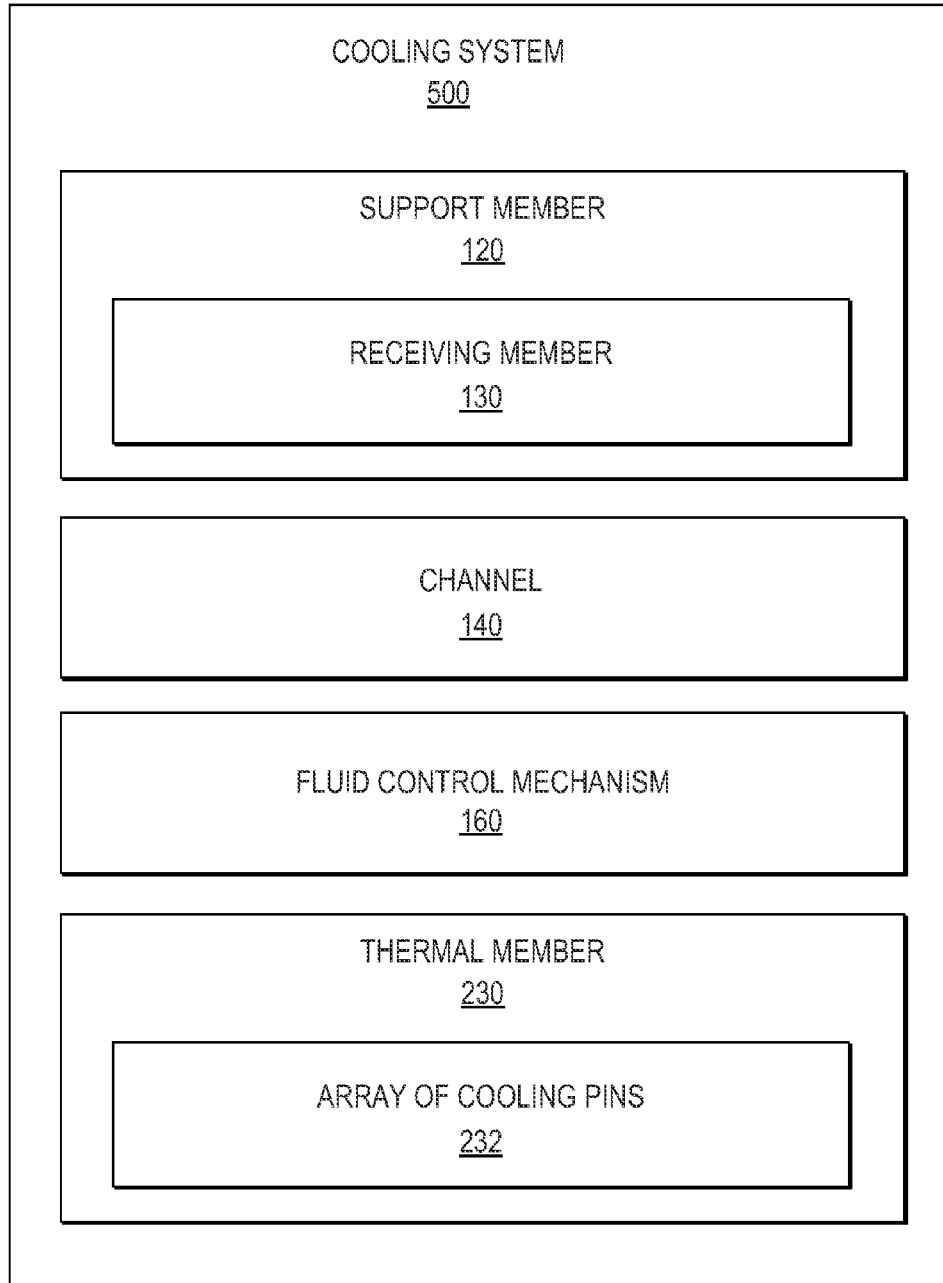 COOLING SYSTEM
500
SUPPORT MEMBER
120
RECEIVING MEMBER
130
CHANNEL
140
FLUID CONTROL MECHANISM
160
THERMAL MEMBER
230
ARRAY OF COOLING PINS
232